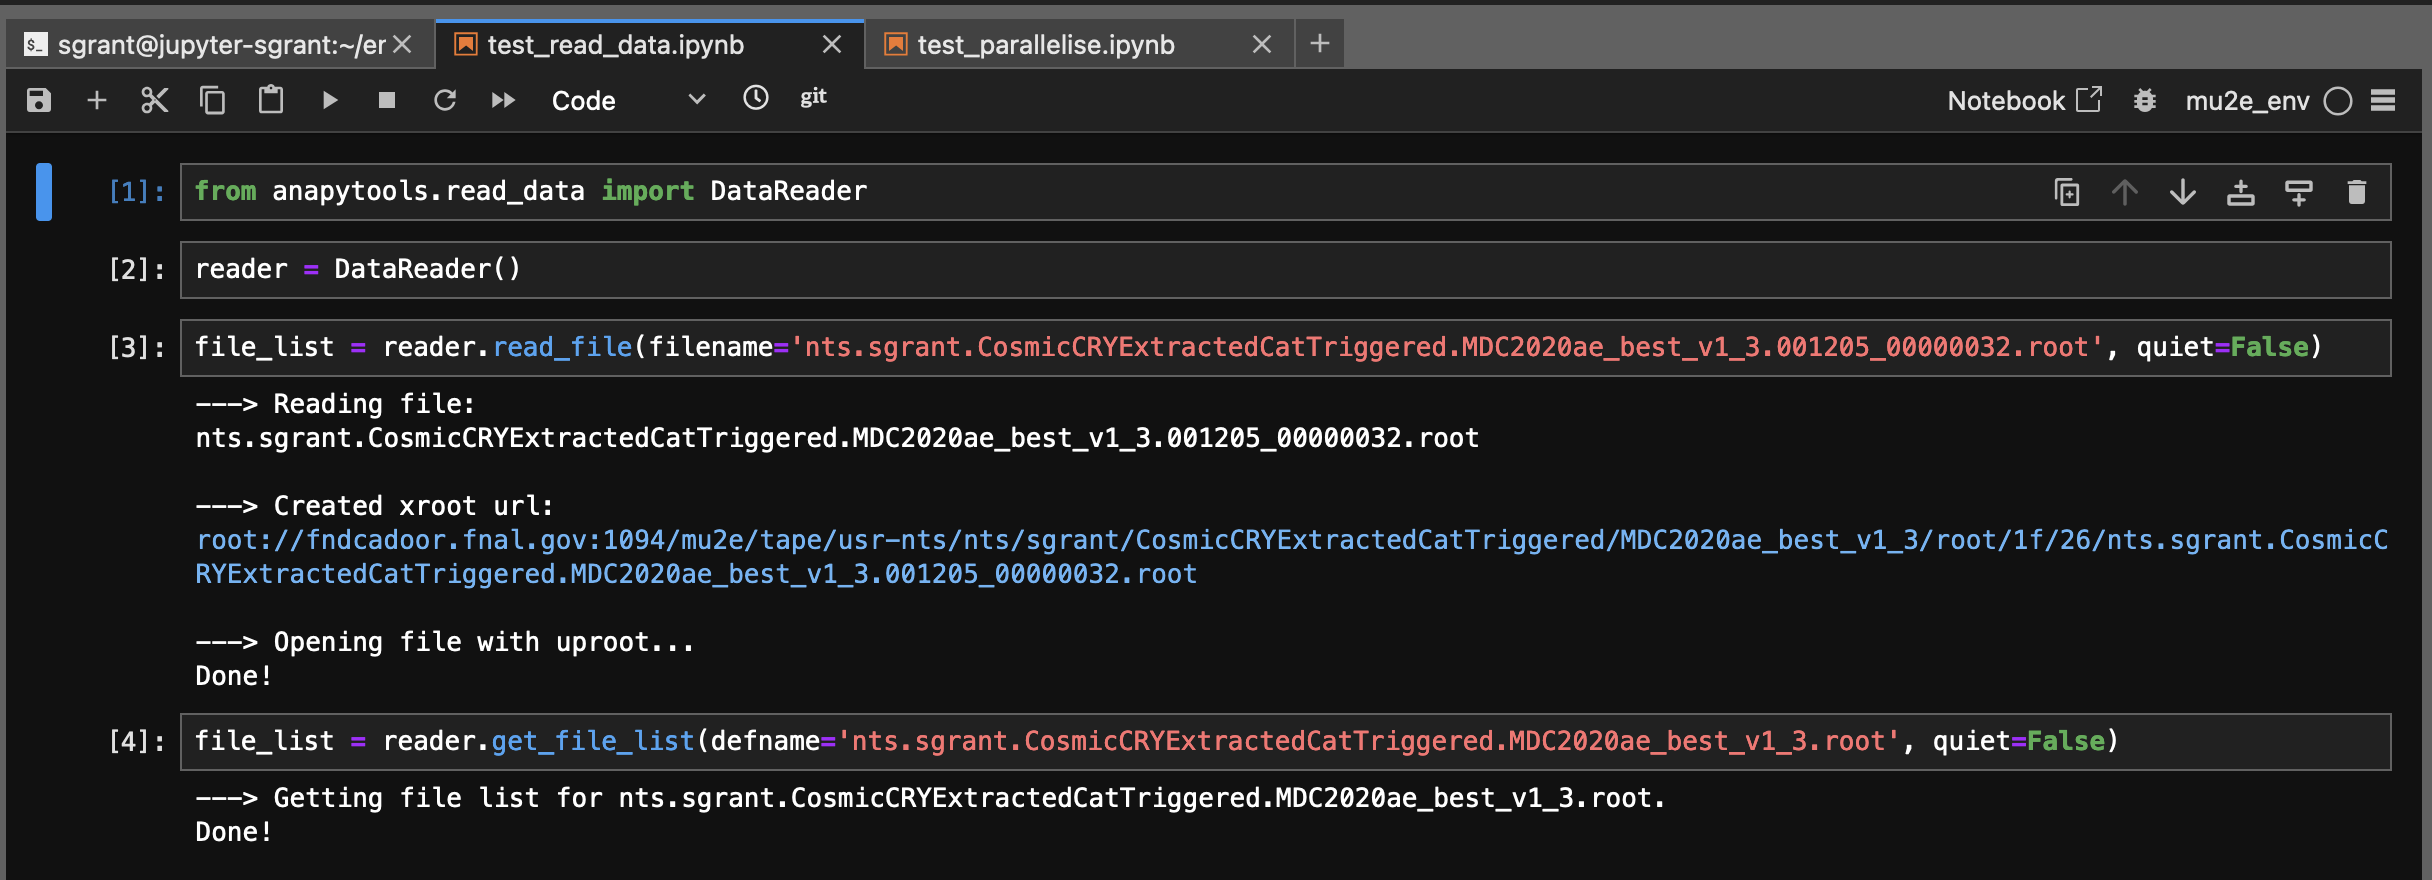 sgrant@jupyter-sgrant:~/er
test_read_data.ipynb
test_parallelise.ipynb
Code
git
Notebook
mu2e_env
[1]: from anapytools.read_data import DataReader
[2]: reader = DataReader()
[3]: file_list = reader.read_file(filename='nts.sgrant.CosmicCRYExtractedCatTriggered.MDC2020ae_best_v1_3.001205_00000032.root', quiet=False)
---> Reading file:
nts.sgrant.CosmicCRYExtractedCatTriggered.MDC2020ae_best_v1_3.001205_00000032.root
---> Created xroot url:
root://fndcadoor.fnal.gov:1094/mu2e/tape/usr-nts/nts/sgrant/CosmicCRYExtractedCatTriggered/MDC2020ae_best_v1_3/root/1f/26/nts.sgrant.CosmicC
RYExtractedCatTriggered.MDC2020ae_best_v1_3.001205_00000032.root
---> Opening file with uproot...
Done!
[4]: file_list = reader.get_file_list(defname='nts.sgrant.CosmicCRYExtractedCatTriggered.MDC2020ae_best_v1_3.root', quiet=False)
---> Getting file list for nts.sgrant.CosmicCRYExtractedCatTriggered.MDC2020ae_best_v1_3.root.
Done!